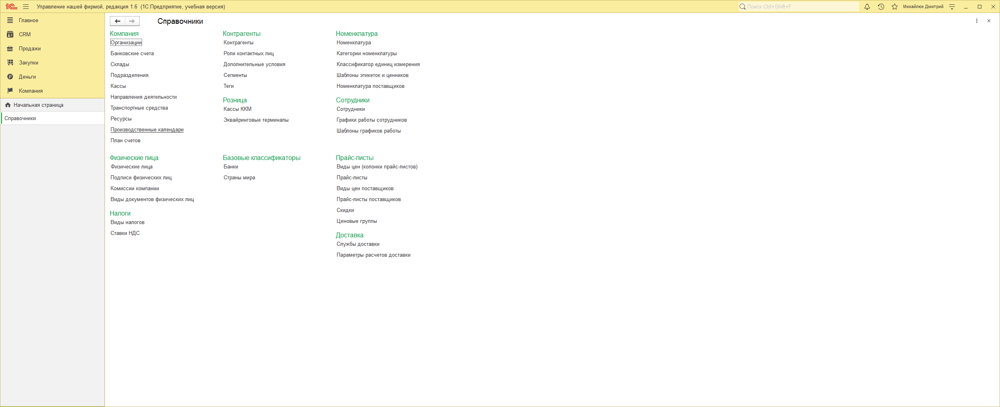 1С Управление нашей фирмой, редакция 1.6 (1С:Предприятие, учебная версия)
Поиск Ctrl+Shift+F
Михайлюк Дмитрий
Главное
CRM
Продажи
Закупки
Деньги
Компания
Начальная страница
Справочники
Справочники
Компания
Организации
Банковские счета
Склады
Подразделения
Кассы
Направления деятельности
Транспортные средства
Ресурсы
Производственные календари
План счетов
Контрагенты
Контрагенты
Роли контактных лиц
Дополнительные условия
Сегменты
Теги
Розница
Кассы ККМ
Эквайринговые терминалы
Номенклатура
Номенклатура
Категории номенклатуры
Классификатор единиц измерения
Шаблоны этикеток и ценников
Номенклатура поставщиков
Сотрудники
Сотрудники
Графики работы сотрудников
Шаблоны графиков работы
Физические лица
Физические лица
Подписи физических лиц
Комиссии компании
Виды документов физических лиц
Налоги
Виды налогов
Ставки НДС
Базовые классификаторы
Банки
Страны мира
Прайс-листы
Виды цен (колонки прайс-листов)
Прайс-листы
Виды цен поставщиков
Прайс-листы поставщиков
Скидки
Ценовые группы
Доставка
Службы доставки
Параметры расчетов доставки